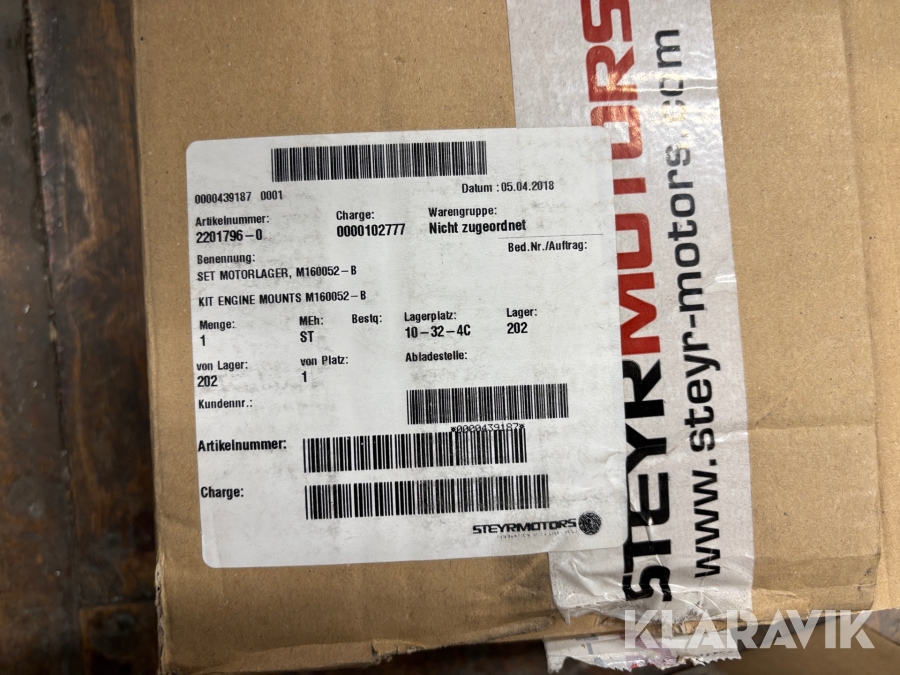 0000439187 0001
Datum : 05.04.2018
Artikelnummer:
2201796-0
Charge:
0000102777
Warengruppe:
Nicht zugeordnet
Benennung:
Bed.Nr./Auftrag:
SET MOTORLAGER, M160052-B
KIT ENGINE MOUNTS M160052-B
Menge:
1
MEh:
ST
Bestq:
Lagerplatz:
10-32-4C
Lager:
202
von Lager:
202
von Platz:
1
Abladestelle:
Kundennr.:
*0000439187*
Artikelnummer:
Charge:
STEYRMOTORS
STEYRMOTORS
www.steyr-motors.com
KLARAVIK